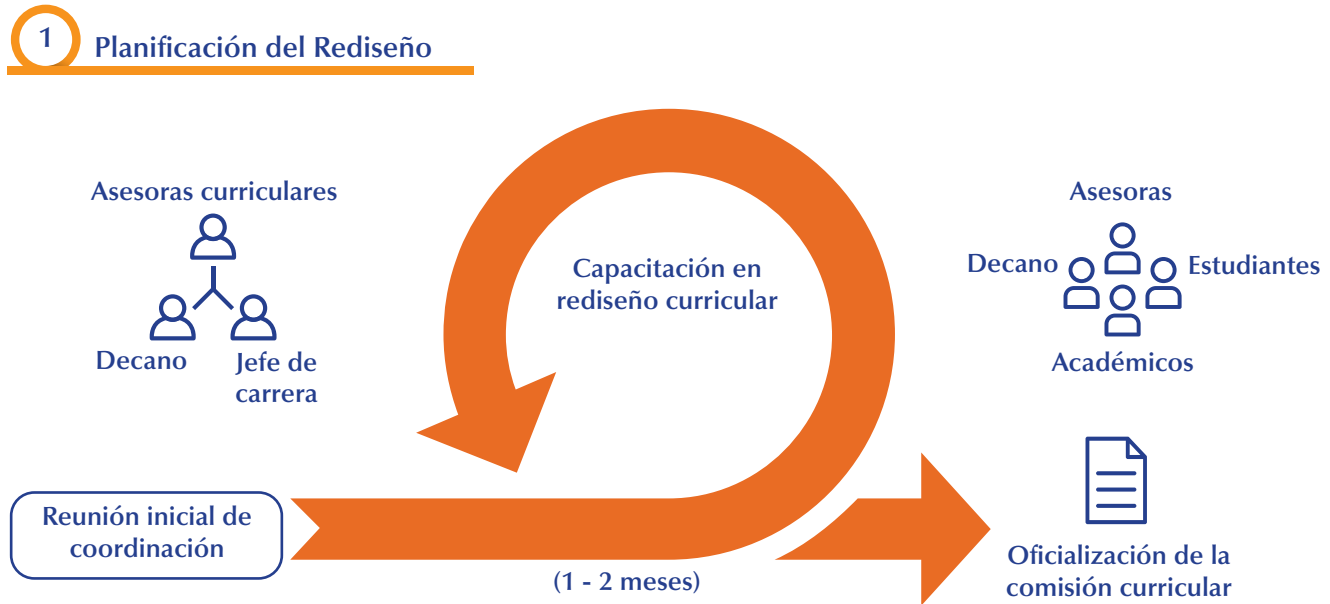 1
Planificación del Rediseño
Asesoras curriculares
Decano
Jefe de
carrera
Reunión inicial de
coordinación
Capacitación en
rediseño curricular
(1 - 2 meses)
Asesoras
Decano
Estudiantes
Académicos
Oficialización de la
comisión curricular